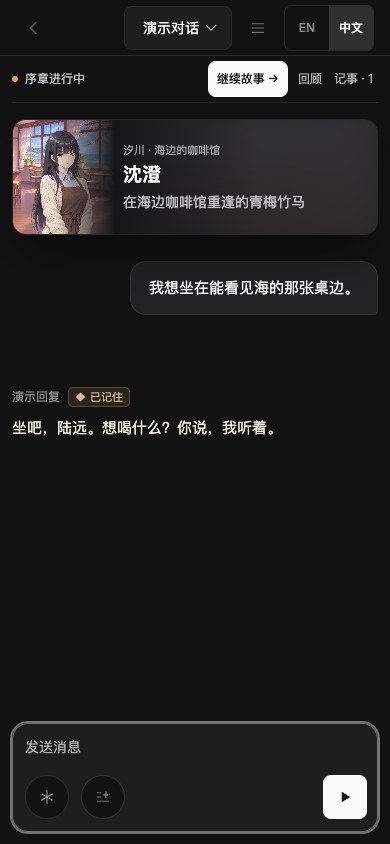 演示对话
EN
中文
序章进行中
继续故事 →
回顾
记事 · 1
汐川 · 海边的咖啡馆
沈澄
在海边咖啡馆重逢的青梅竹马
我想坐在能看见海的那张桌边。
演示回复
◆ 已记住
坐吧，陆远。想喝什么？你说，我听着。
发送消息